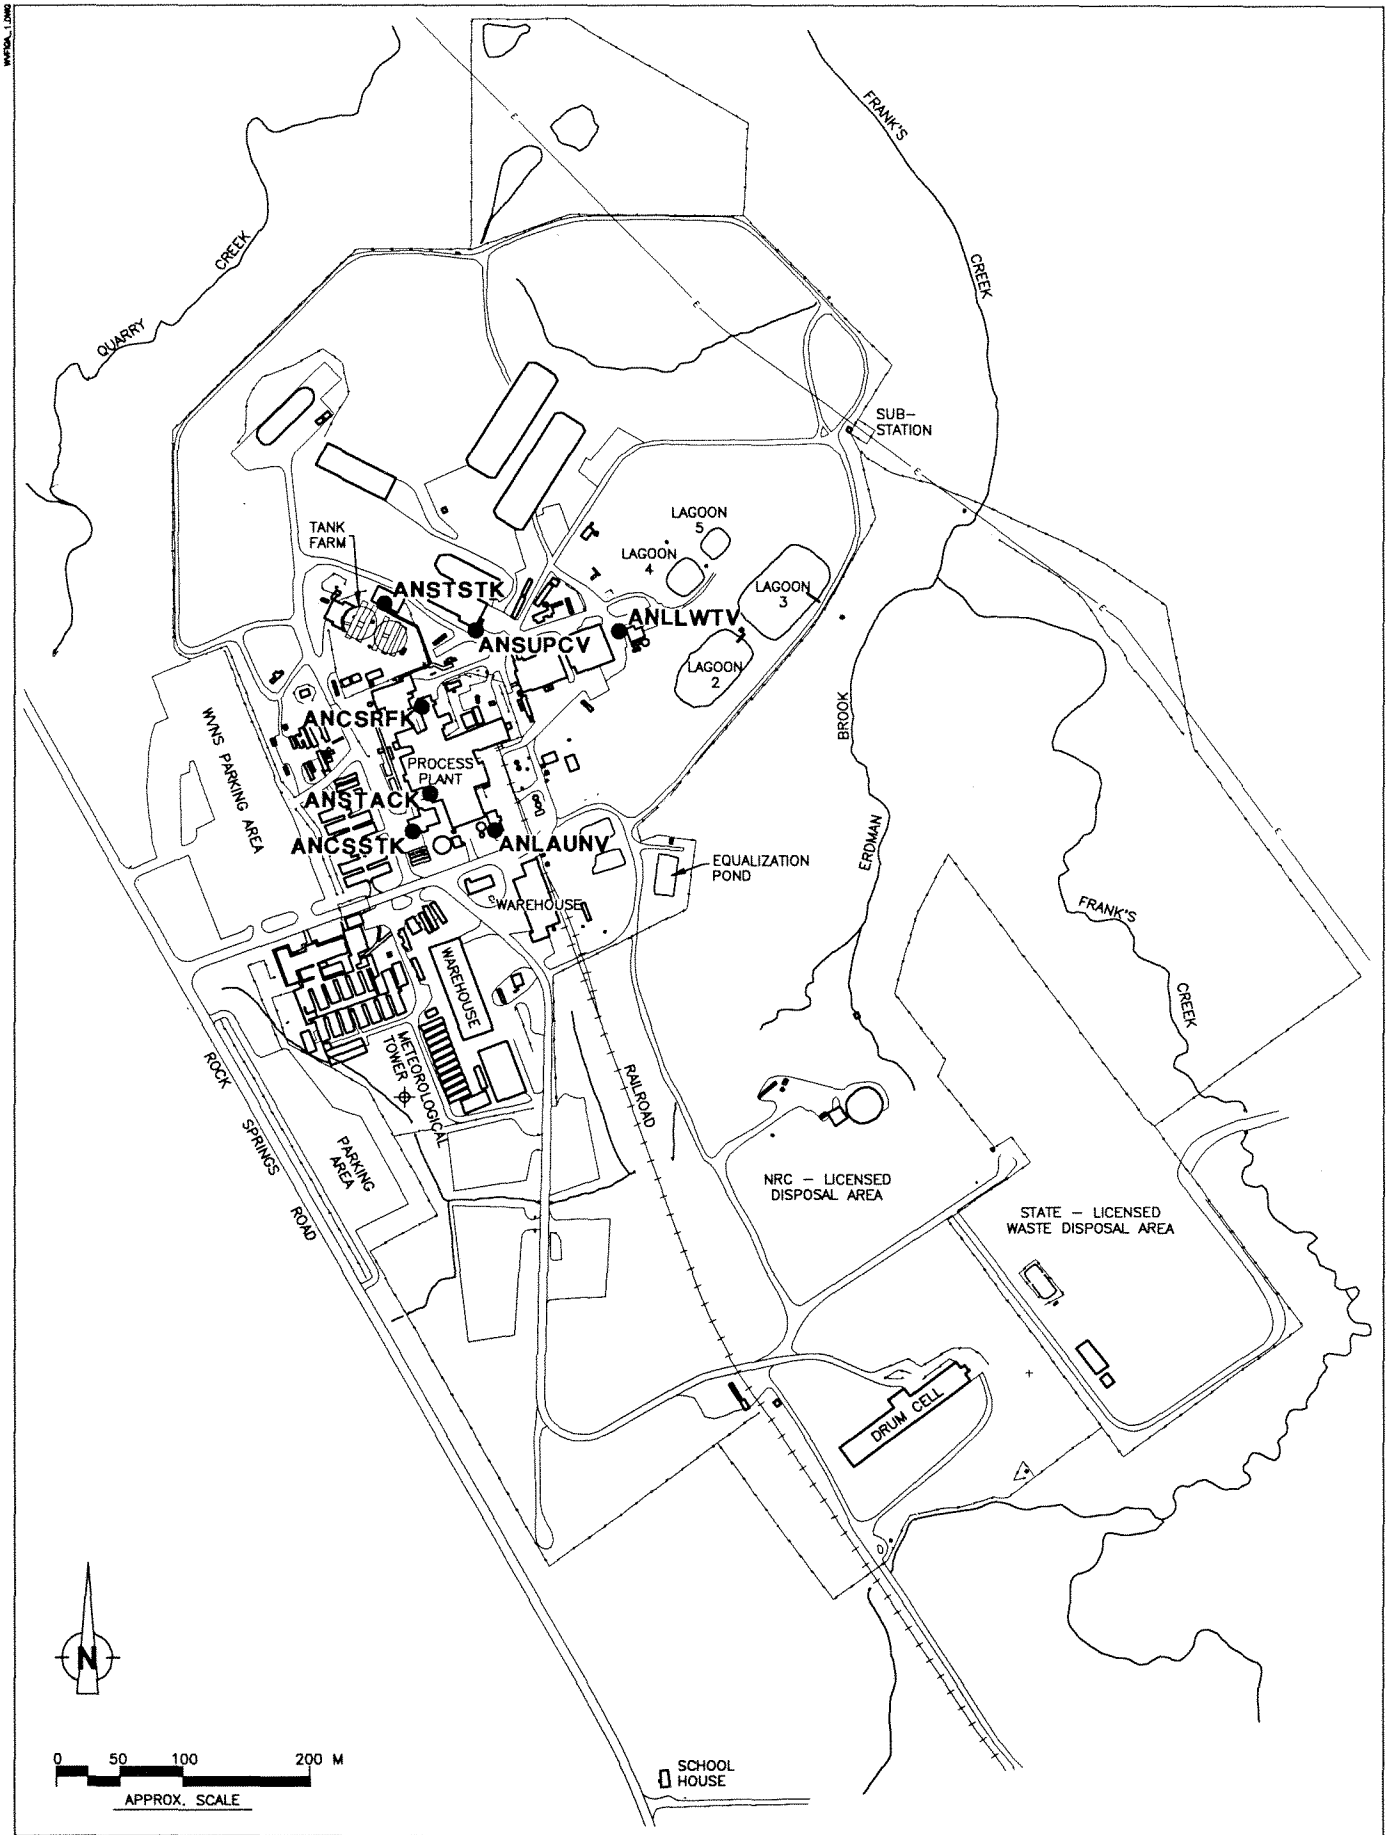 FRANK'S
CREEK
QUARRY
CREEK
SUB-
STATION
E
E
E
TANK
FARM
LAGOON
5
LAGOON
4
LAGOON
3
LAGOON
2
ANSTSTK
ANSUPCV
ANLLWTV
ANCSRFK
PROCESS
PLANT
ANSTACK
ANCSSTK
ANLAUNV
WVNS PARKING AREA
BROOK
ERDMAN
EQUALIZATION
POND
WAREHOUSE
WAREHOUSE
E
FRANK'S
CREEK
METEOROLOGICAL
TOWER
RAILROAD
ROCK
SPRINGS
ROAD
PARKING
AREA
NRC - LICENSED
DISPOSAL AREA
STATE - LICENSED
WASTE DISPOSAL AREA
DRUM CELL
N
0 50 100 200 M
APPROX. SCALE
SCHOOL
HOUSE